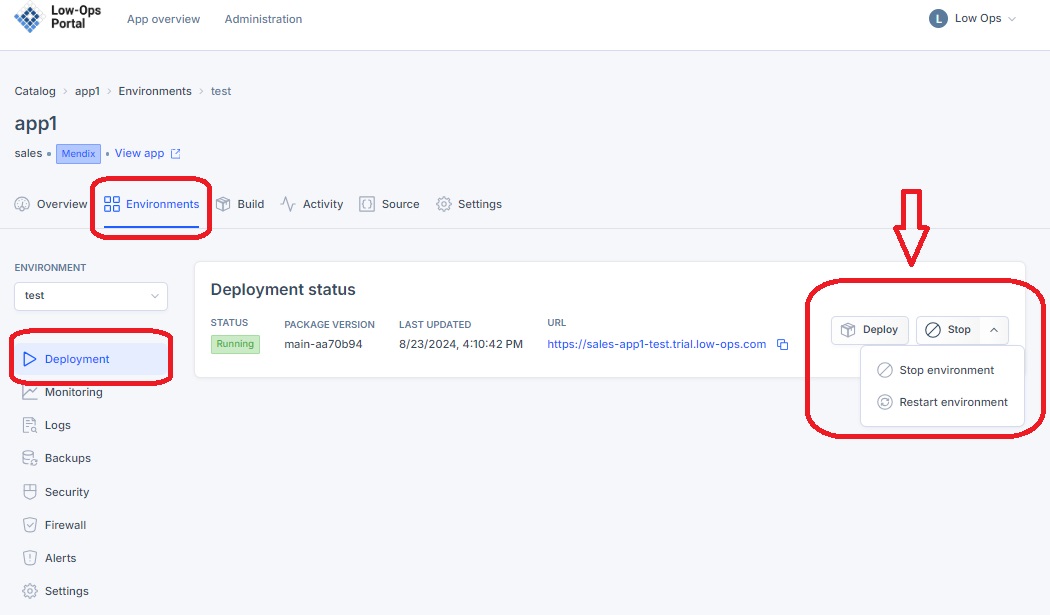 Low-Ops
Portal
App overview
Administration
L
Low Ops
Catalog > app1 > Environments > test
app1
sales • Mendix • View app
Overview
Environments
Build
Activity
Source
Settings
ENVIRONMENT
test
Deployment
Monitoring
Logs
Backups
Security
Firewall
Alerts
Settings
Deployment status
STATUS
PACKAGE VERSION
LAST UPDATED
URL
Running
main-aa70b94
8/23/2024, 4:10:42 PM
https://sales-app1-test.trial.low-ops.com
Deploy
Stop
Stop environment
Restart environment